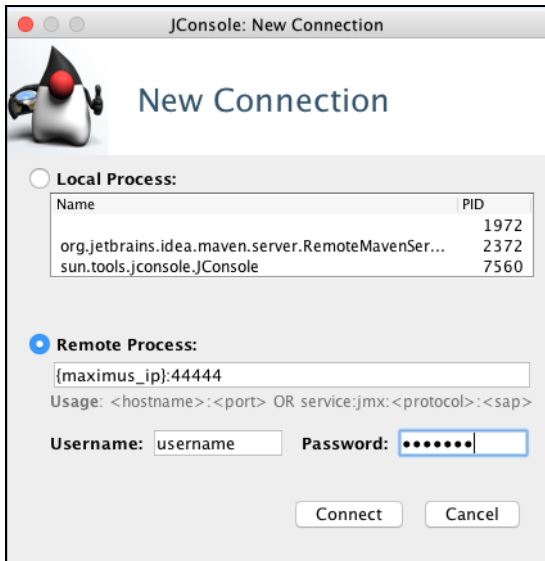 JConsole: New Connection
New Connection
Local Process:
Name PID
1972
org.jetbrains.idea.maven.server.RemoteMavenSer... 2372
sun.tools.jconsole.JConsole 7560
Remote Process:
{maximus_ip}:44444
Usage: <hostname>:<port> OR service:jmx:<protocol>:<sap>
Username: username Password: •••••••
Connect Cancel